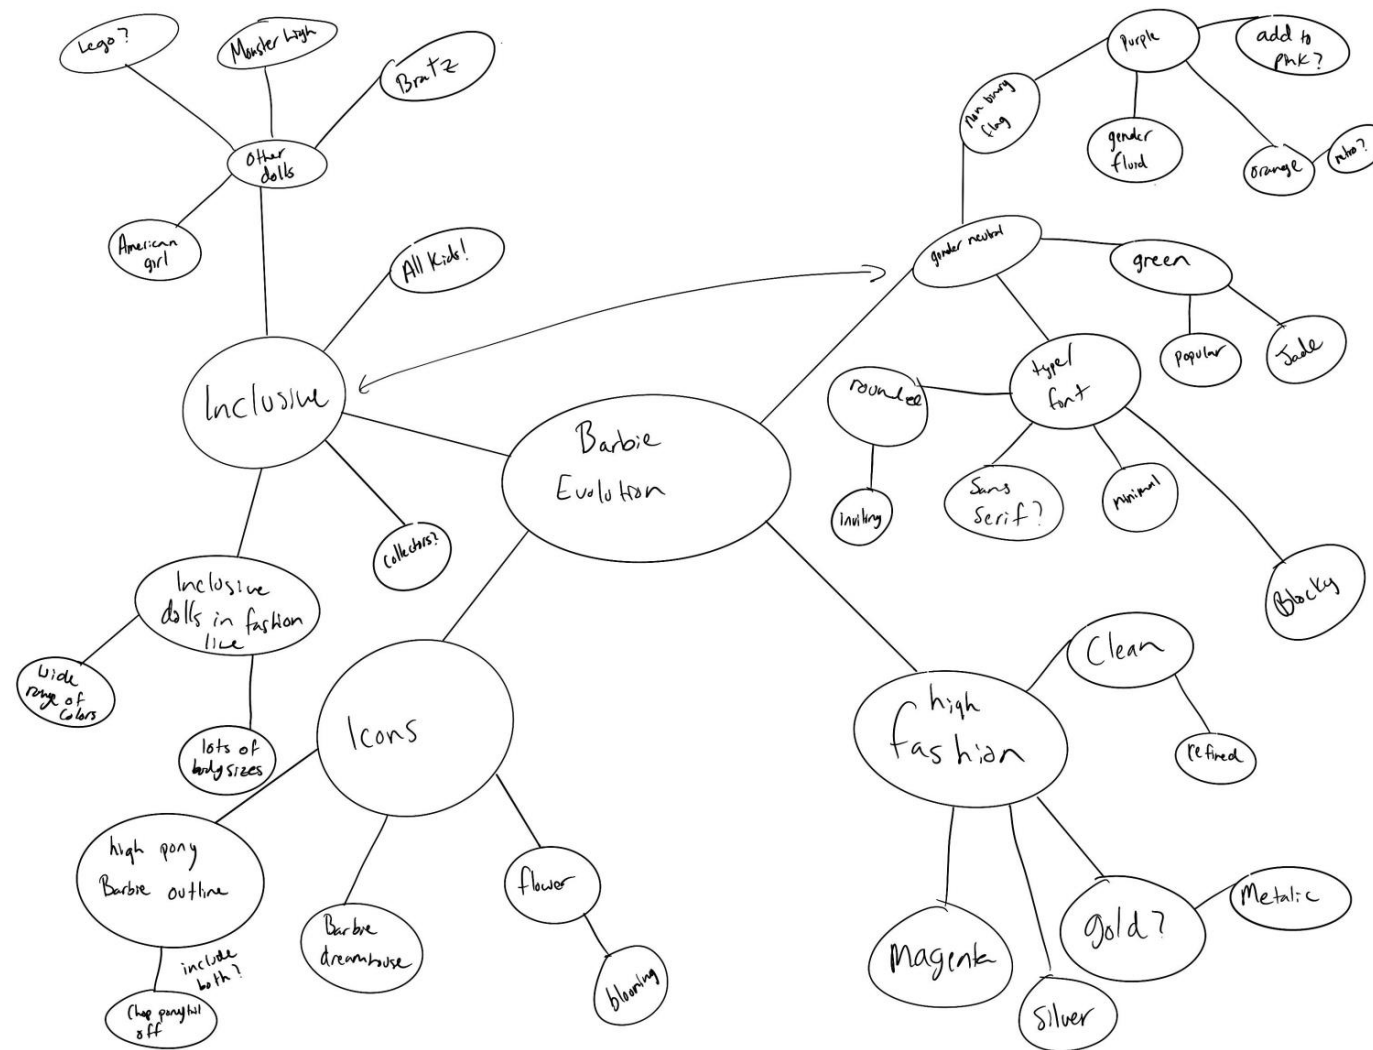 Lego?
Monster High
Bratz
Other
dolls
American
girl
All Kids!
Inclusive
Collectors?
Inclusive
dolls in fashion
line
wide
range of
colors
lots of
body sizes
Barbie
Evolution
Icons
high pony
Barbie outline
include
both?
Chop ponytail
off
Barbie
dreamhouse
flower
blooming
Purple
add to
pink?
non binary
flag
gender
fluid
orange
retro?
gender neutral
green
popular
Jade
type/
font
rounded
inviting
Sans
Serif?
minimal
Blocky
high
fashion
Clean
refined
Magenta
Silver
gold?
Metalic